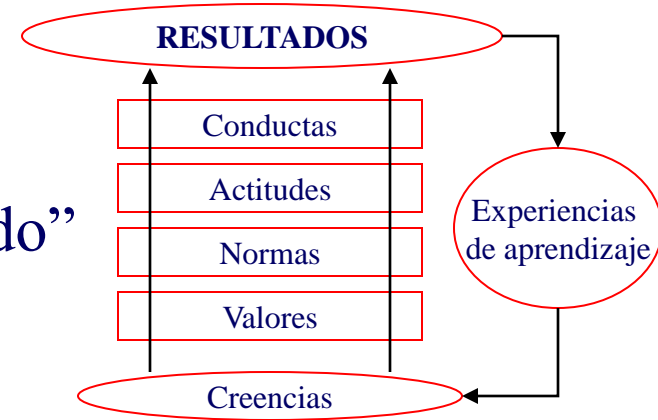 RESULTADOS
Conductas
Actitudes
do”
Normas
Valores
Creencias
Experiencias
de aprendizaje